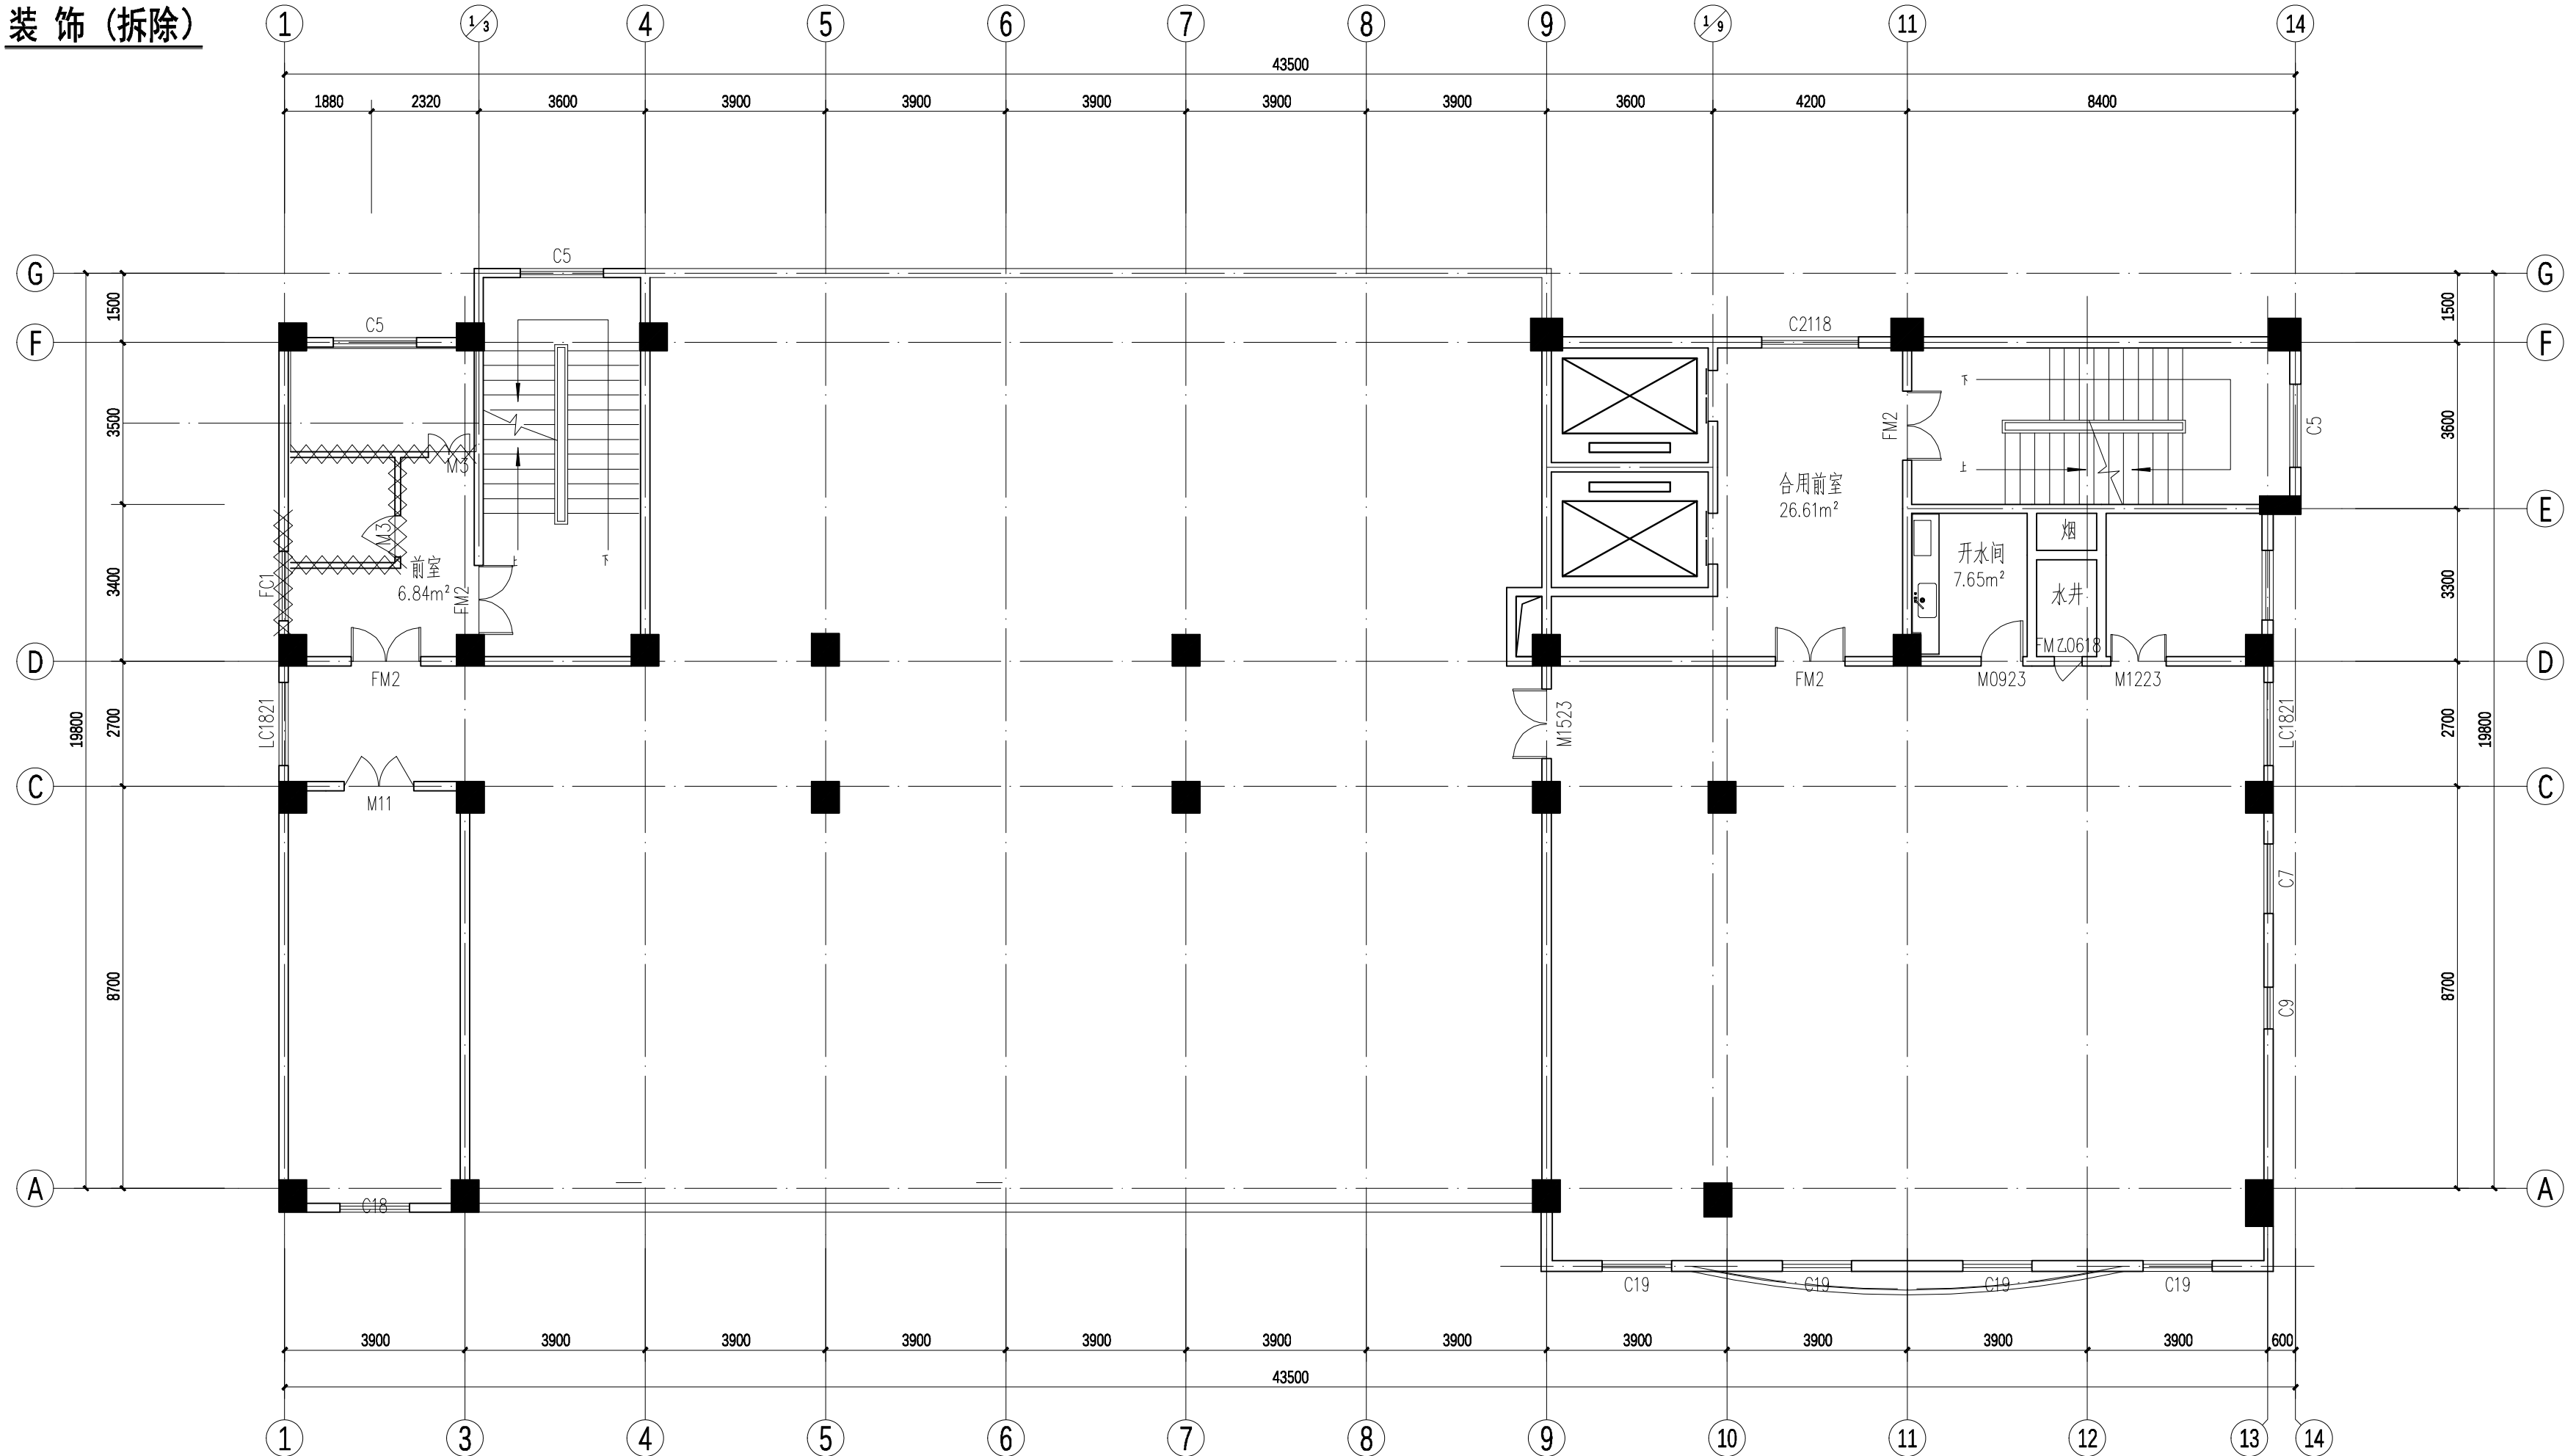 装 饰 (拆除)
1 1/3 4 5 6 7 8 9 1/9 11 14
43500
1880 2320 3600 3900 3900 3900 3900 3900 3600 4200 8400
G C5 G
1500 1500
F C5 C2118 F
下
3500 FM2 3600 C5
M3 上
合用前室
26.61m²
E
M3 烟
开水间
前室 7.65m²
3400 FC1 6.84m² FM2 水井 3300
FMZ0618
D D
FM2 FM2 M0923 M1223
上 下
19800 2700 LC1821 M1523 LC1821 2700 19800
C C
M11
C7
8700 C9 8700
A A
C18
C19 C19 C19 C19
3900 3900 3900 3900 3900 3900 3900 3900 3900 3900 3900 600
43500
1 3 4 5 6 7 8 9 10 11 12 13 14